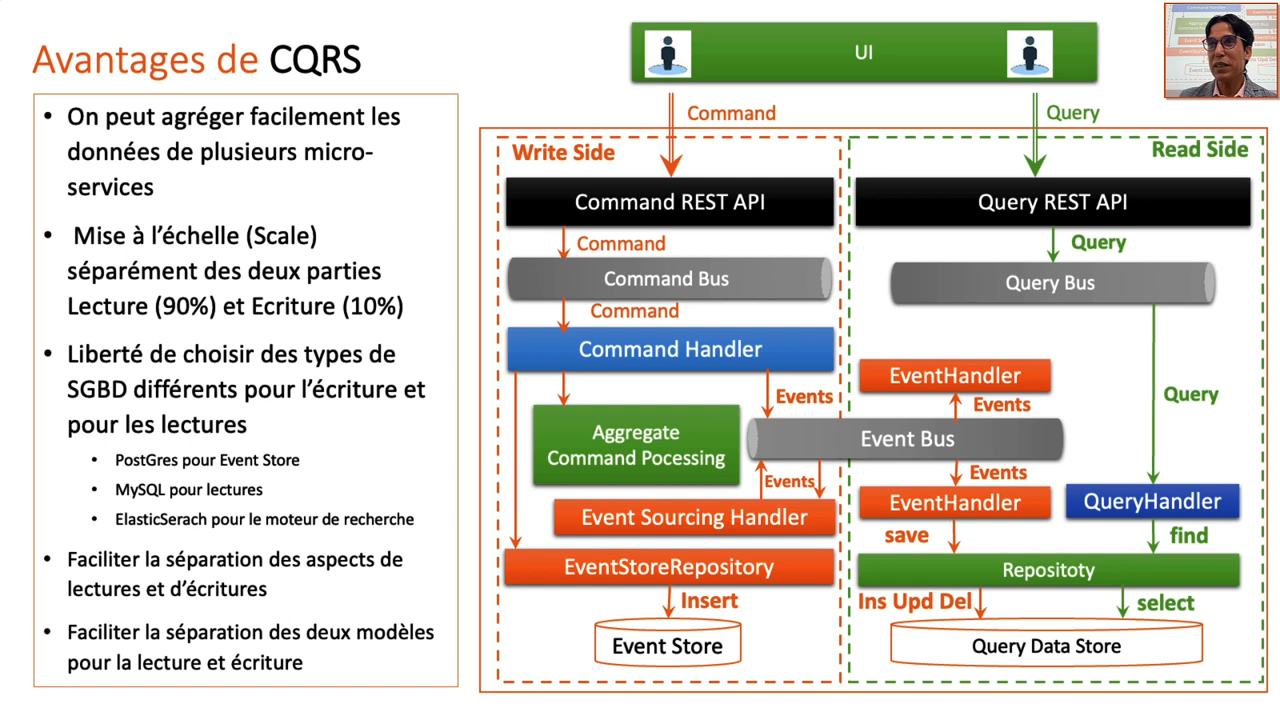 Avantages de CQRS
• On peut agréger facilement les
données de plusieurs micro-
services
• Mise à l’échelle (Scale)
séparément des deux parties
Lecture (90%) et Ecriture (10%)
• Liberté de choisir des types de
SGBD différents pour l’écriture et
pour les lectures
• PostGres pour Event Store
• MySQL pour lectures
• ElasticSerach pour le moteur de recherche
• Faciliter la séparation des aspects de
lectures et d’écritures
• Faciliter la séparation des deux modèles
pour la lecture et écriture
UI
Command
Query
Write Side
Read Side
Command REST API
Query REST API
Command
Query
Command Bus
Query Bus
Command
Command Handler
EventHandler
Events
Events
Query
Aggregate
Command Pocessing
Event Bus
Events
Events
Event Sourcing Handler
EventHandler
QueryHandler
save
find
EventStoreRepository
Repositoty
Insert
Ins Upd Del
select
Event Store
Query Data Store